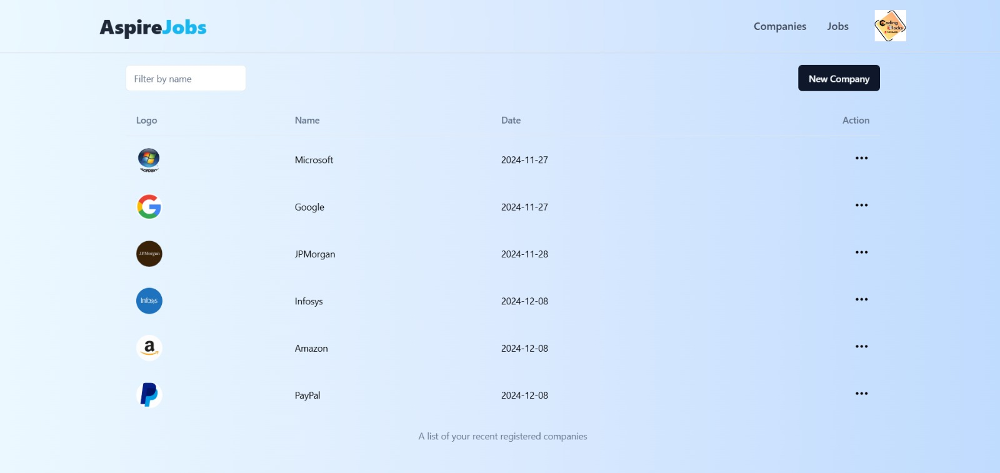 AspireJobs
Companies Jobs
Coding Blocks
Filter by name
New Company
Logo Name Date Action
Microsoft 2024-11-27
Google 2024-11-27
J.P.Morgan JPMorgan 2024-11-28
Infosys Infosys 2024-12-08
a Amazon 2024-12-08
PayPal 2024-12-08
A list of your recent registered companies